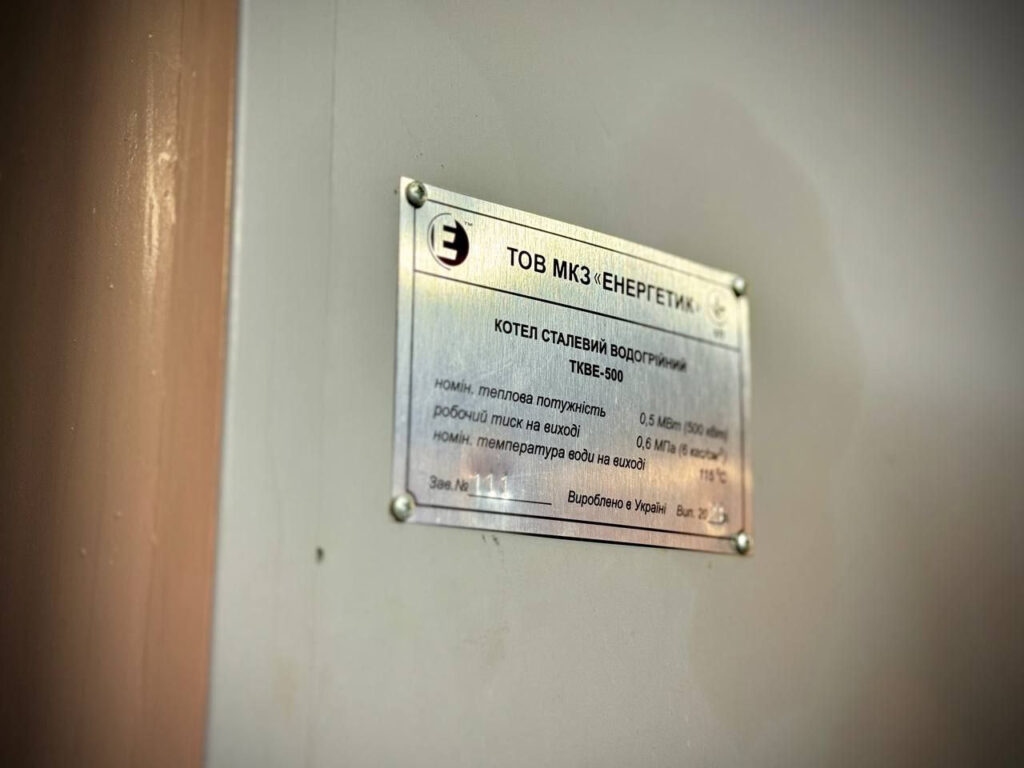 Е ™
ТОВ МКЗ «ЕНЕРГЕТИК»
КОТЕЛ СТАЛЕВИЙ ВОДОГРІЙНИЙ
ТКВЕ-500
номін. теплова потужність 0,5 МВт (500 кВт)
робочий тиск на виході 0,6 МПа (6 кгс/см²)
номін. температура води на виході 115 °С
Зав.№ 111 Вироблено в Україні Вип. 20